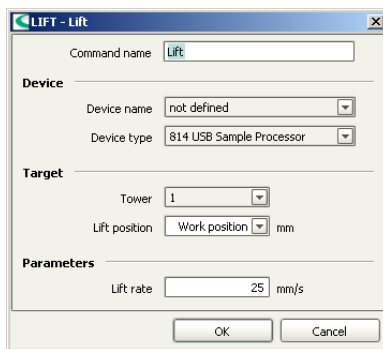 LIFT - Lift
Command name Lift
Device
Device name not defined
Device type 814 USB Sample Processor
Target
Tower 1
Lift position Work position mm
Parameters
Lift rate 25 mm/s
OK Cancel